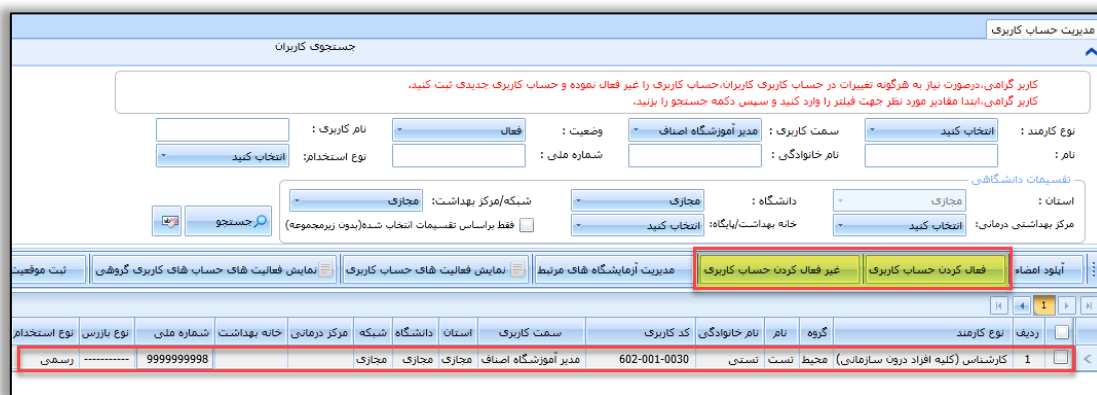 مدیریت حساب کاربری
جستجوی کاربران
کاربر گرامی،درصورت نیاز به هرگونه تغییرات در حساب کاربری کاربران،حساب کاربری را غیر فعال نموده و حساب کاربری جدیدی ثبت کنید.
کاربر گرامی،ابتدا مقادیر مورد نظر جهت فیلتر را وارد کنید و سپس دکمه جستجو را بزنید.
نوع کارمند : انتخاب کنید سمت کاربری : مدیر آموزشگاه اصناف وضعیت : فعال نام کاربری :
نام : نام خانوادگی : شماره ملی : نوع استخدام: انتخاب کنید
تقسیمات دانشگاهی
استان : مجازی دانشگاه : مجازی شبکه/مرکز بهداشت: مجازی
مرکز بهداشتی درمانی: انتخاب کنید خانه بهداشت/پایگاه: انتخاب کنید فقط براساس تقسیمات انتخاب شده(بدون زیرمجموعه) جستجو
آپلود امضاء فعال کردن حساب کاربری غیر فعال کردن حساب کاربری مدیریت آزمایشگاه های مرتبط نمایش فعالیت های حساب کاربری نمایش فعالیت های حساب های کاربری گروهی ثبت موقعیت
1
ردیف نوع کارمند گروه نام نام خانوادگی کد کاربری سمت کاربری استان دانشگاه شبکه مرکز درمانی خانه بهداشت شماره ملی نوع بازرس نوع استخدام
1 کارشناس (کلیه افراد درون سازمانی) محیط تست تستی 602-001-0030 مدیر آموزشگاه اصناف مجازی مجازی مجازی 9999999998 ----------- رسمی